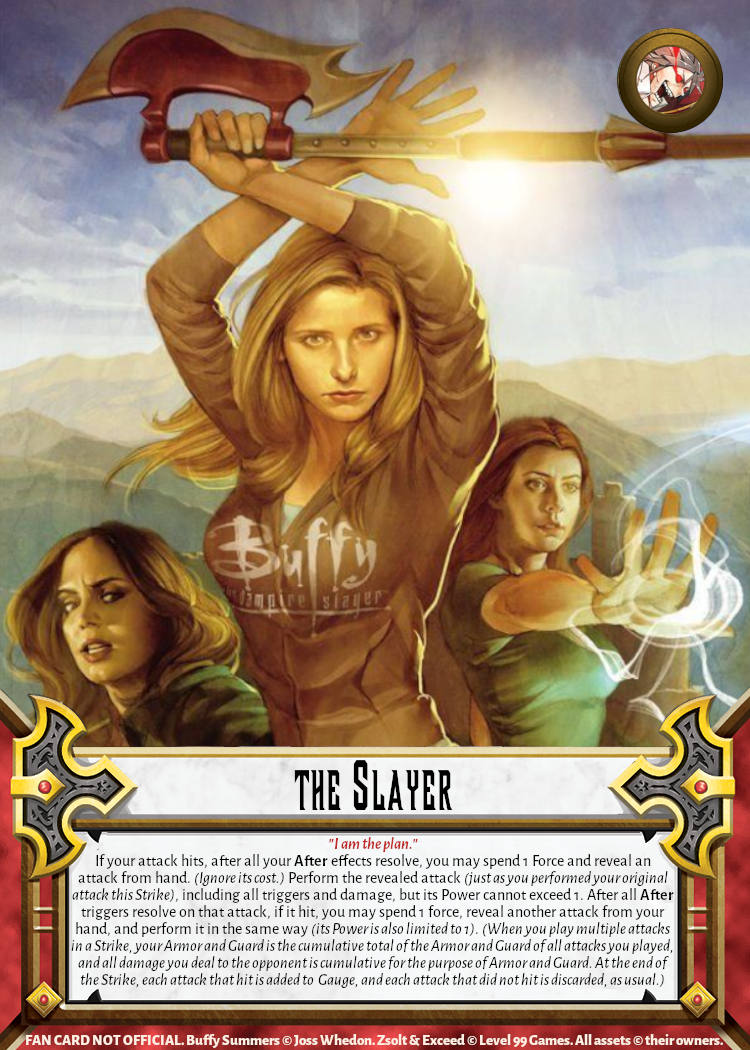 Buffy
the vampire slayer
THE SLAYER
"I am the plan."
If your attack hits, after all your After effects resolve, you may spend 1 Force and reveal an
attack from hand. (Ignore its cost.) Perform the revealed attack (just as you performed your original
attack this Strike), including all triggers and damage, but its Power cannot exceed 1. After all After
triggers resolve on that attack, if it hit, you may spend 1 force, reveal another attack from your
hand, and perform it in the same way (its Power is also limited to 1). (When you play multiple attacks
in a Strike, your Armor and Guard is the cumulative total of the Armor and Guard of all attacks you played,
and all damage you deal to the opponent is cumulative for the purpose of Armor and Guard. At the end of
the Strike, each attack that hit is added to Gauge, and each attack that did not hit is discarded, as usual.)
FAN CARD NOT OFFICIAL. Buffy Summers © Joss Whedon. Zsolt & Exceed © Level 99 Games. All assets © their owners.